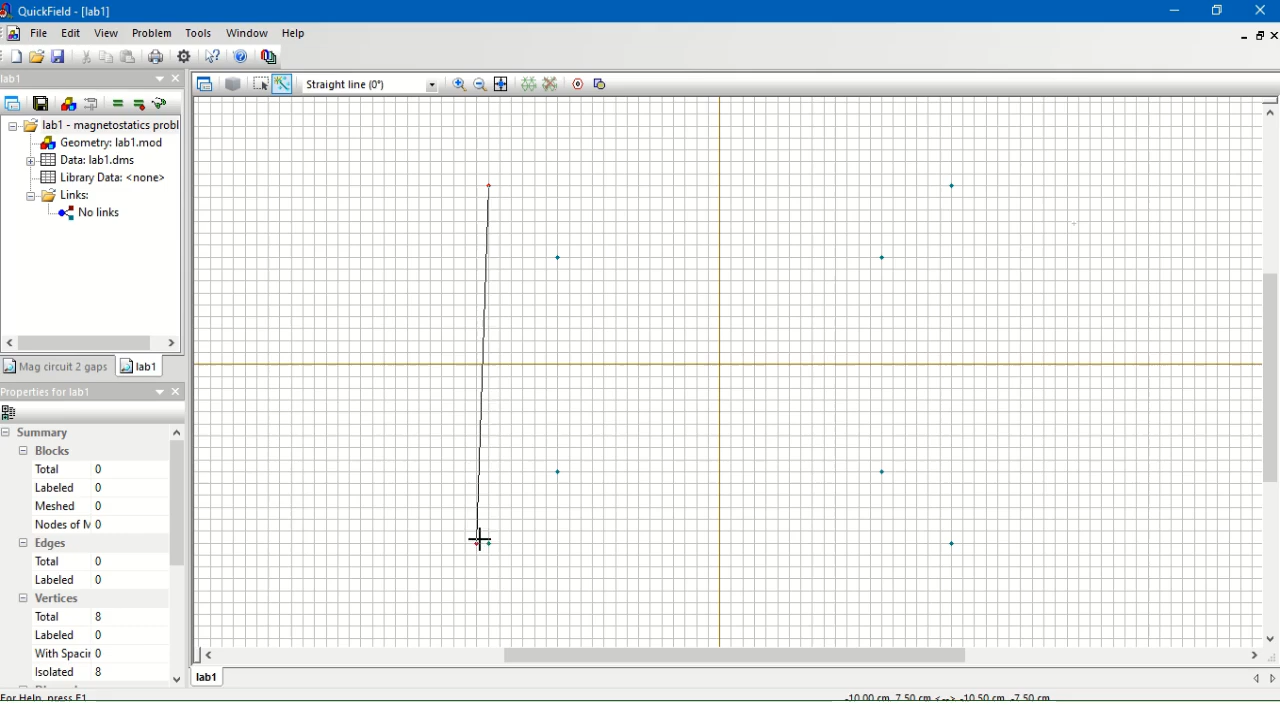 QuickField - [lab1]
File Edit View Problem Tools Window Help
lab1
Straight line (0°)
lab1 - magnetostatics probl
Geometry: lab1.mod
Data: lab1.dms
Library Data: <none>
Links:
No links
Mag circuit 2 gaps lab1
Properties for lab1
Summary
Blocks
Total 0
Labeled 0
Meshed 0
Nodes of M 0
Edges
Total 0
Labeled 0
Vertices
Total 8
Labeled 0
With Spacir 0
Isolated 8
lab1
For Help, press F1
-10.00 cm, 7.50 cm <--> -10.50 cm, -7.50 cm